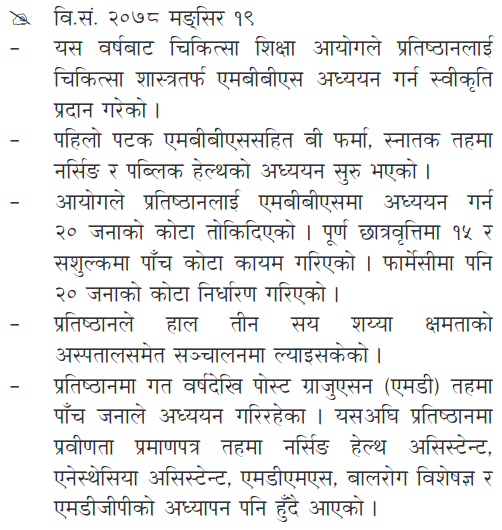 ✍ वि.सं. २०७८ मङ्सिर १९
– यस वर्षबाट चिकित्सा शिक्षा आयोगले प्रतिष्ठानलाई
चिकित्सा शास्त्रतर्फ एमबीबीएस अध्ययन गर्न स्वीकृति
प्रदान गरेको ।
– पहिलो पटक एमबीबीएससहित बी फर्मा, स्नातक तहमा
नर्सिङ र पब्लिक हेल्थको अध्ययन सुरु भएको ।
– आयोगले प्रतिष्ठानलाई एमबीबीएसमा अध्ययन गर्न
२० जनाको कोटा तोकिदिएको । पूर्ण छात्रवृत्तिमा १५ र
सशुल्कमा पाँच कोटा कायम गरिएको । फार्मेसीमा पनि
२० जनाको कोटा निर्धारण गरिएको ।
– प्रतिष्ठानले हाल तीन सय शय्या क्षमताको
अस्पतालसमेत सञ्चालनमा ल्याइसकेको ।
– प्रतिष्ठानमा गत वर्षदेखि पोस्ट ग्राजुएसन (एमडी) तहमा
पाँच जनाले अध्ययन गरिरहेका । यसअघि प्रतिष्ठानमा
प्रवीणता प्रमाणपत्र तहमा नर्सिङ हेल्थ असिस्टेन्ट,
एनेस्थेसिया असिस्टेन्ट, एमडीएमएस, बालरोग विशेषज्ञ र
एमडीजीपीको अध्यापन पनि हुँदै आएको ।